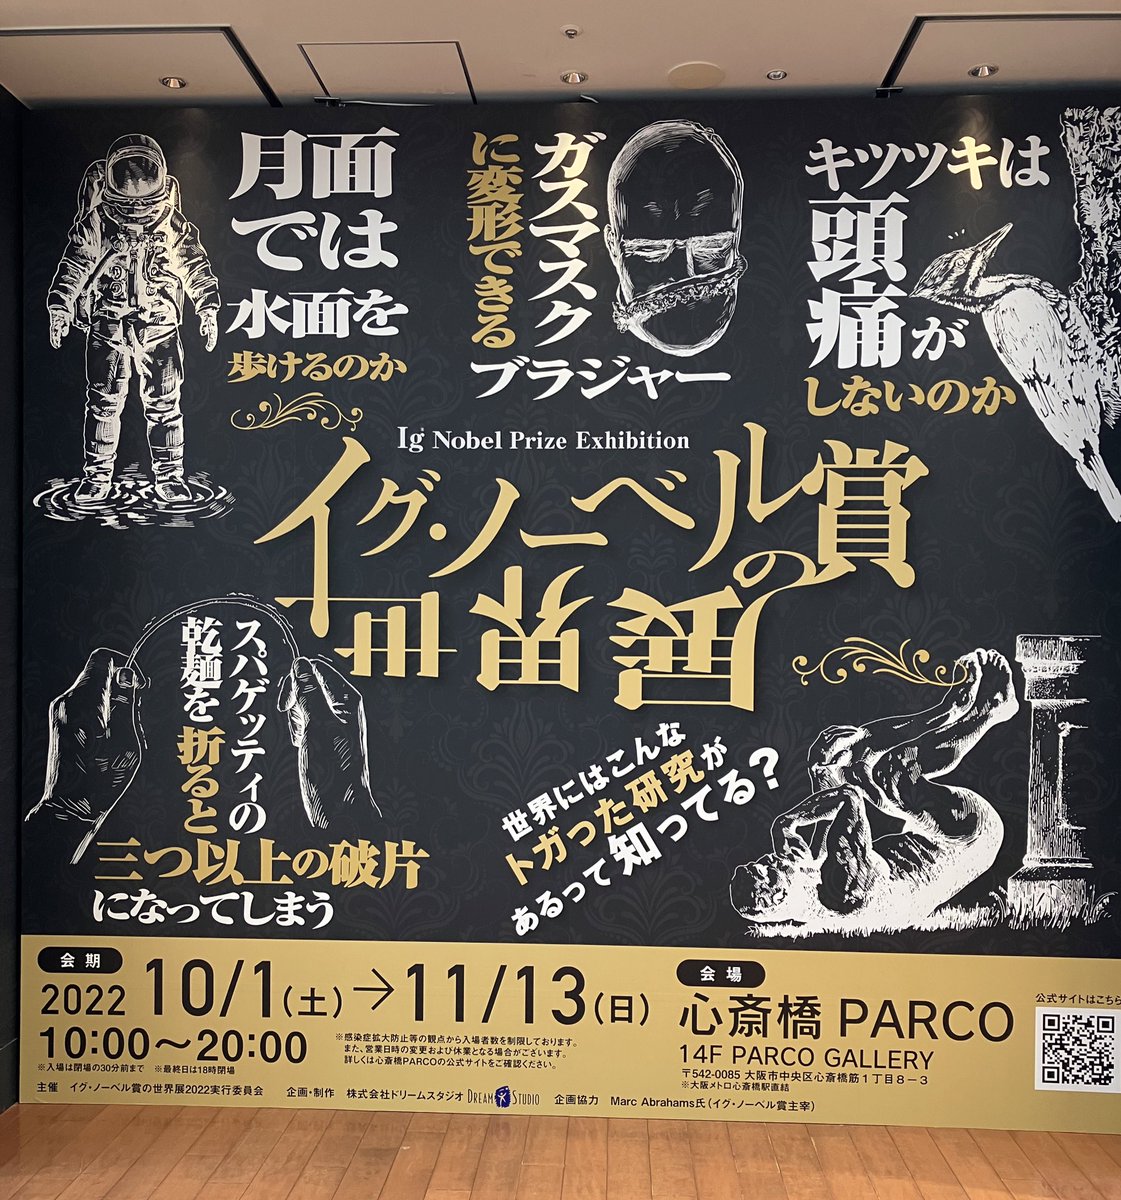 月面
では
水面を
歩けるのか
ガスマスク
に変形できる
ブラジャー
キツツキは
頭
痛が
しないのか
Ig® Nobel Prize Exhibition
イグ・ノーベル賞の
世界展
スパゲッティの
乾麺を折ると
三つ以上の破片
になってしまう
世界にはこんな
トガった研究が
あるって知ってる？
会期
2022 10/1(土)→11/13(日)
10:00～20:00
※入場は閉場の30分前まで ※最終日は18時閉場
※感染症拡大防止等の観点から入場者数を制限しております。
また、営業日時の変更および休業となる場合がございます。
詳しくは心斎橋PARCOの公式サイトをご確認ください。
会場
心斎橋 PARCO
14F PARCO GALLERY
〒542-0085 大阪市中央区心斎橋筋1丁目8－3
※大阪メトロ心斎橋駅直結
公式サイトはこちら
主催 イグ・ノーベル賞の世界展2022実行委員会 企画・制作 株式会社ドリームスタジオ DREAM STUDIO 企画協力 Marc Abrahams氏(イグ・ノーベル賞主宰)